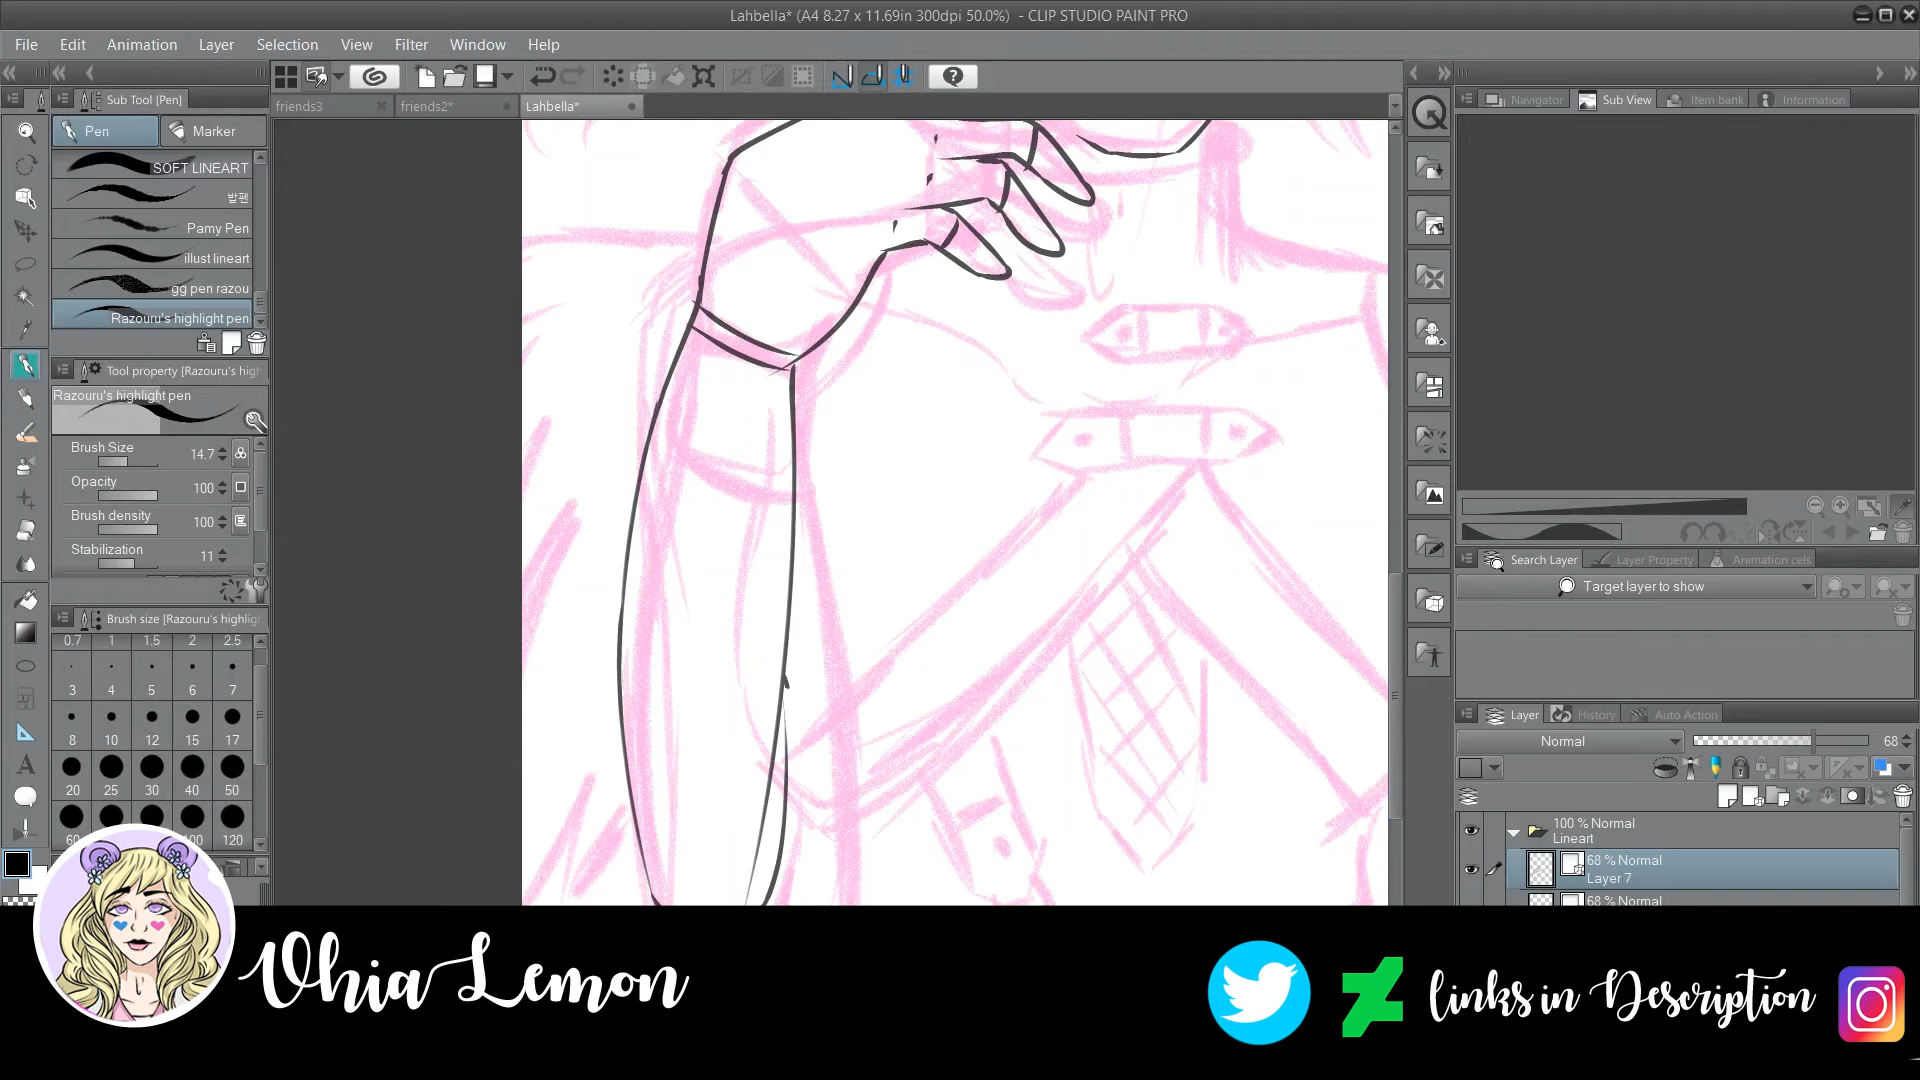 Lahbella* (A4 8.27 x 11.69in 300dpi 50.0%) - CLIP STUDIO PAINT PRO
File Edit Animation Layer Selection View Filter Window Help
Sub Tool [Pen]
friends3 friends2* Lahbella*
Navigator Sub View Item bank Information
Pen Marker
SOFT LINEART
밥펜
Pamy Pen
illust lineart
gg pen razou
Razouru's highlight pen
Tool property [Razouru's high
Razouru's highlight pen
Brush Size 14.7
Opacity 100
Brush density 100
Stabilization 11
Brush size [Razouru's highlig
0.7 1 1.5 2 2.5
3 4 5 6 7
8 10 12 15 17
20 25 30 40 50
100 120
Search Layer Layer Property Animation cels
Target layer to show
Layer History Auto Action
Normal 68
100 % Normal
Lineart
68 % Normal
Layer 7
68 % Normal
Vhia Lemon
links in Description